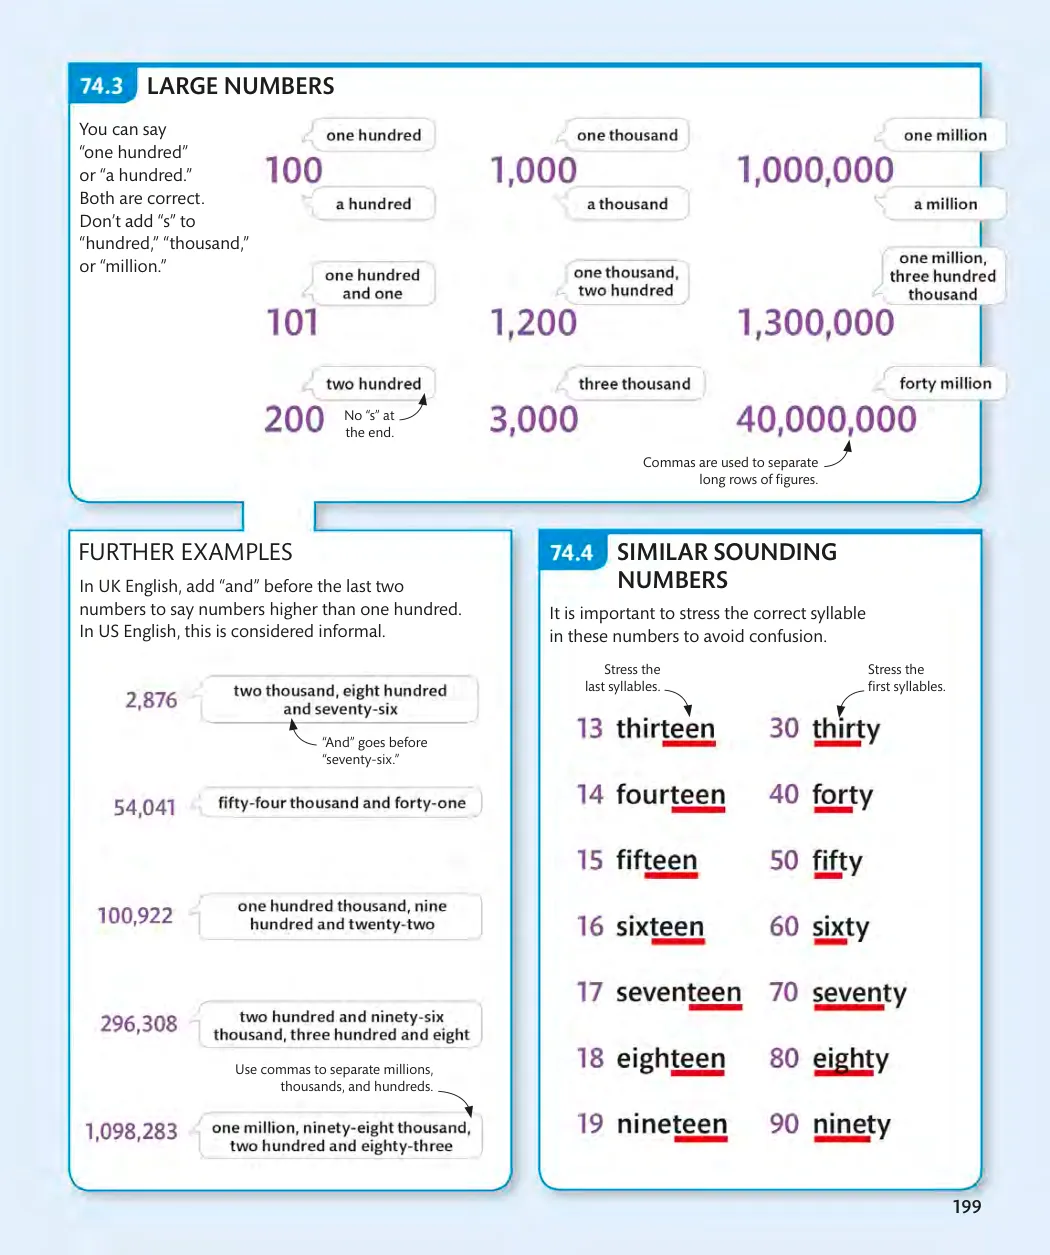 74.3 LARGE NUMBERS
You can say
“one hundred”
or “a hundred.”
Both are correct.
Don’t add “s” to
“hundred,” “thousand,”
or “million.”
one hundred
100
a hundred
one thousand
1,000
a thousand
one million
1,000,000
a million
one hundred
and one
101
one thousand,
two hundred
1,200
one million,
three hundred
thousand
1,300,000
two hundred
200
No “s” at
the end.
three thousand
3,000
forty million
40,000,000
Commas are used to separate
long rows of figures.
FURTHER EXAMPLES
In UK English, add “and” before the last two
numbers to say numbers higher than one hundred.
In US English, this is considered informal.
2,876
two thousand, eight hundred
and seventy-six
“And” goes before
“seventy-six.”
54,041
fifty-four thousand and forty-one
100,922
one hundred thousand, nine
hundred and twenty-two
296,308
two hundred and ninety-six
thousand, three hundred and eight
Use commas to separate millions,
thousands, and hundreds.
1,098,283
one million, ninety-eight thousand,
two hundred and eighty-three
74.4 SIMILAR SOUNDING
NUMBERS
It is important to stress the correct syllable
in these numbers to avoid confusion.
Stress the
last syllables.
Stress the
first syllables.
13 thirteen 30 thirty
14 fourteen 40 forty
15 fifteen 50 fifty
16 sixteen 60 sixty
17 seventeen 70 seventy
18 eighteen 80 eighty
19 nineteen 90 ninety
199